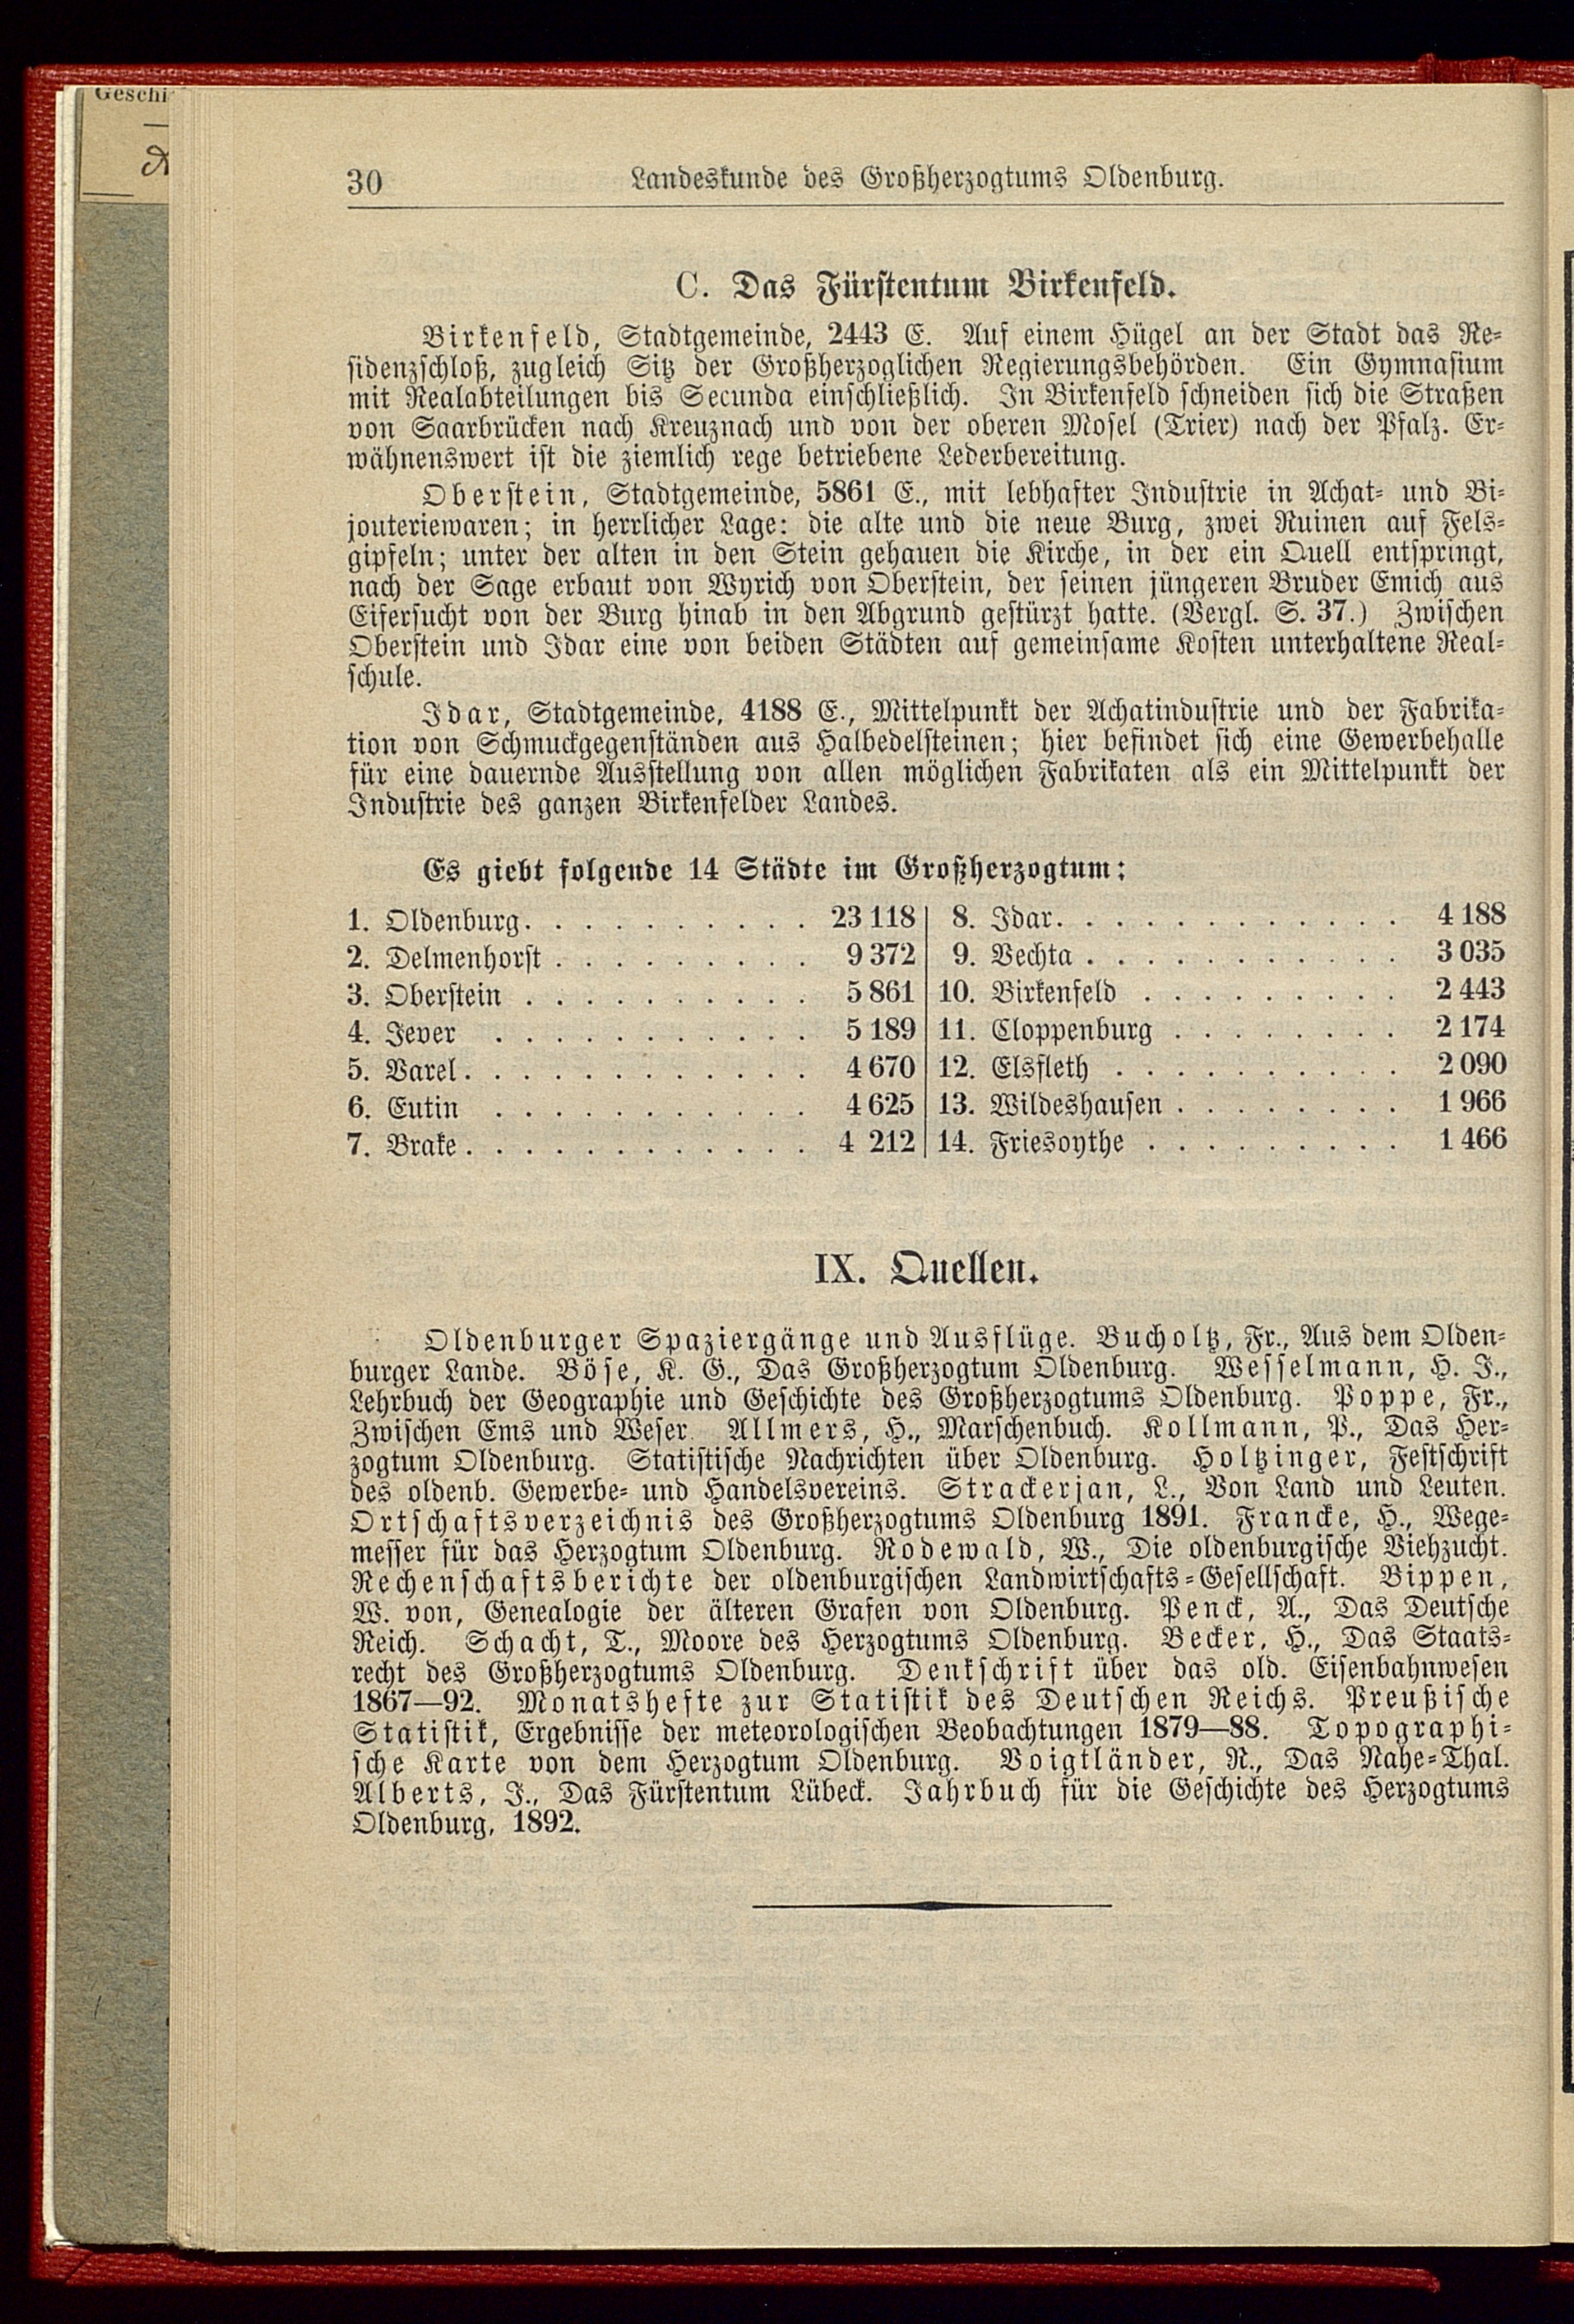 Geschi
30
Landeskunde des Großherzogtums Oldenburg.
C. Das Fürstentum Birkenfeld.
Birkenfeld, Stadtgemeinde, 2443 E. Auf einem Hügel an der Stadt das Re-
sidenzschloß, zugleich Sitz der Großherzoglichen Regierungsbehörden. Ein Gymnasium
mit Realabteilungen bis Secunda einschließlich. In Birkenfeld schneiden sich die Straßen
von Saarbrücken nach Kreuznach und von der oberen Mosel (Trier) nach der Pfalz. Er-
wähnenswert ist die ziemlich rege betriebene Lederbereitung.
Oberstein, Stadtgemeinde, 5861 E., mit lebhafter Industrie in Achat- und Bi-
jouteriewaren; in herrlicher Lage: die alte und die neue Burg, zwei Ruinen auf Fels-
gipfeln; unter der alten in den Stein gehauen die Kirche, in der ein Quell entspringt,
nach der Sage erbaut von Wyrich von Oberstein, der seinen jüngeren Bruder Emich aus
Eifersucht von der Burg hinab in den Abgrund gestürzt hatte. (Vergl. S. 37.) Zwischen
Oberstein und Idar eine von beiden Städten auf gemeinsame Kosten unterhaltene Real-
schule.
Idar, Stadtgemeinde, 4188 E., Mittelpunkt der Achatindustrie und der Fabrika-
tion von Schmuckgegenständen aus Halbedelsteinen; hier befindet sich eine Gewerbehalle
für eine dauernde Ausstellung von allen möglichen Fabrikaten als ein Mittelpunkt der
Industrie des ganzen Birkenfelder Landes.
Es giebt folgende 14 Städte im Großherzogtum:
1. Oldenburg. . . . . . . . . . 23 118
2. Delmenhorst . . . . . . . . . 9 372
3. Oberstein . . . . . . . . . . 5 861
4. Jever . . . . . . . . . . . 5 189
5. Varel. . . . . . . . . . . . 4 670
6. Eutin . . . . . . . . . . . 4 625
7. Brake. . . . . . . . . . . . 4 212
8. Idar. . . . . . . . . . . . 4 188
9. Vechta . . . . . . . . . . . 3 035
10. Birkenfeld . . . . . . . . . 2 443
11. Cloppenburg . . . . . . . . 2 174
12. Elsfleth . . . . . . . . . . 2 090
13. Wildeshausen . . . . . . . . 1 966
14. Friesoythe . . . . . . . . . 1 466
IX. Quellen.
Oldenburger Spaziergänge und Ausflüge. Bucholtz, Fr., Aus dem Olden-
burger Lande. Böse, K. G., Das Großherzogtum Oldenburg. Wesselmann, H. J.,
Lehrbuch der Geographie und Geschichte des Großherzogtums Oldenburg. Poppe, Fr.,
Zwischen Ems und Weser. Allmers, H., Marschenbuch. Kollmann, P., Das Her-
zogtum Oldenburg. Statistische Nachrichten über Oldenburg. Holtzinger, Festschrift
des oldenb. Gewerbe- und Handelsvereins. Strackerjan, L., Von Land und Leuten.
Ortschaftsverzeichnis des Großherzogtums Oldenburg 1891. Francke, H., Wege-
messer für das Herzogtum Oldenburg. Rodewald, W., Die oldenburgische Viehzucht.
Rechenschaftsberichte der oldenburgischen Landwirtschafts-Gesellschaft. Bippen,
W. von, Genealogie der älteren Grafen von Oldenburg. Penck, A., Das Deutsche
Reich. Schacht, T., Moore des Herzogtums Oldenburg. Becker, H., Das Staats-
recht des Großherzogtums Oldenburg. Denkschrift über das old. Eisenbahnwesen
1867—92. Monatshefte zur Statistik des Deutschen Reichs. Preußische
Statistik, Ergebnisse der meteorologischen Beobachtungen 1879—88. Topographi-
sche Karte von dem Herzogtum Oldenburg. Voigtländer, R., Das Nahe-Thal.
Alberts, J., Das Fürstentum Lübeck. Jahrbuch für die Geschichte des Herzogtums
Oldenburg, 1892.